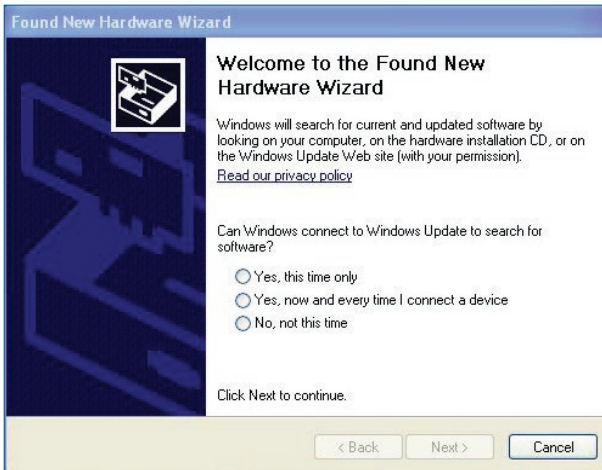 Found New Hardware Wizard
Welcome to the Found New
Hardware Wizard
Windows will search for current and updated software by
looking on your computer, on the hardware installation CD, or on
the Windows Update Web site (with your permission).
Read our privacy policy
Can Windows connect to Windows Update to search for
software?
Yes, this time only
Yes, now and every time I connect a device
No, not this time
Click Next to continue.
< Back Next > Cancel